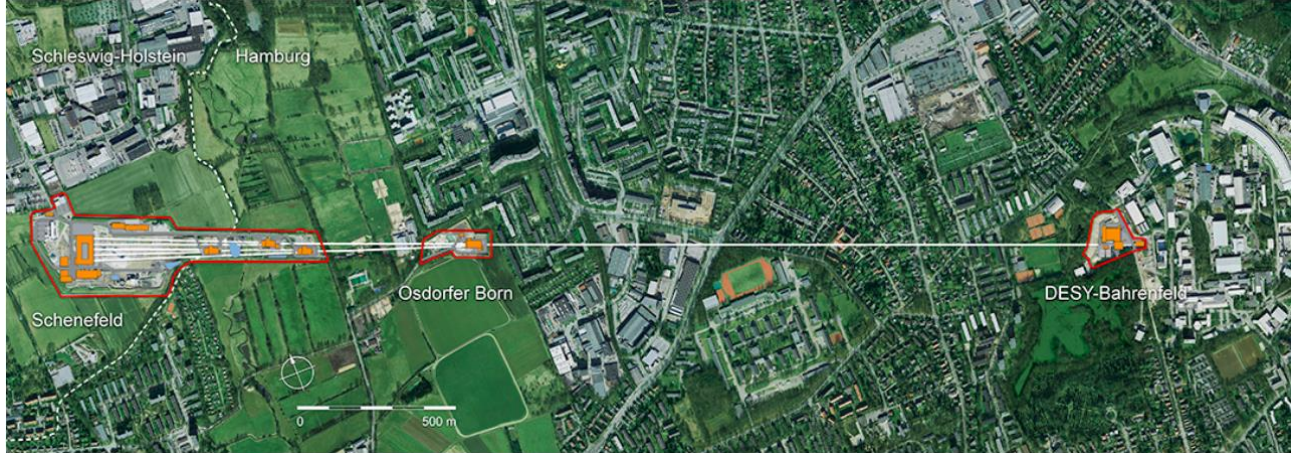 Schleswig-Holstein
Hamburg
Osdorfer Born
DESY-Bahrenfeld
Schenefeld
0
500 m